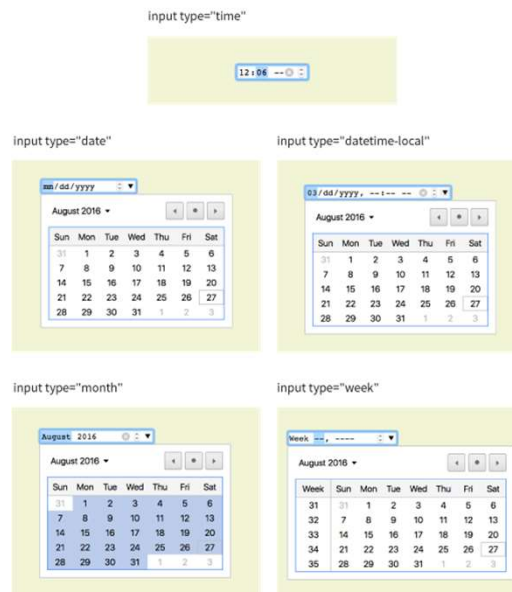 input type="time"
12:06 --
input type="date"
mm/dd/yyyy
August 2016
Sun Mon Tue Wed Thu Fri Sat
31 1 2 3 4 5 6
7 8 9 10 11 12 13
14 15 16 17 18 19 20
21 22 23 24 25 26 27
28 29 30 31 1 2 3
input type="datetime-local"
03/dd/yyyy, --:-- --
August 2016
Sun Mon Tue Wed Thu Fri Sat
31 1 2 3 4 5 6
7 8 9 10 11 12 13
14 15 16 17 18 19 20
21 22 23 24 25 26 27
28 29 30 31 1 2 3
input type="month"
August 2016
August 2016
Sun Mon Tue Wed Thu Fri Sat
31 1 2 3 4 5 6
7 8 9 10 11 12 13
14 15 16 17 18 19 20
21 22 23 24 25 26 27
28 29 30 31 1 2 3
input type="week"
Week --, ----
August 2016
Week Sun Mon Tue Wed Thu Fri Sat
31 31 1 2 3 4 5 6
32 7 8 9 10 11 12 13
33 14 15 16 17 18 19 20
34 21 22 23 24 25 26 27
35 28 29 30 31 1 2 3